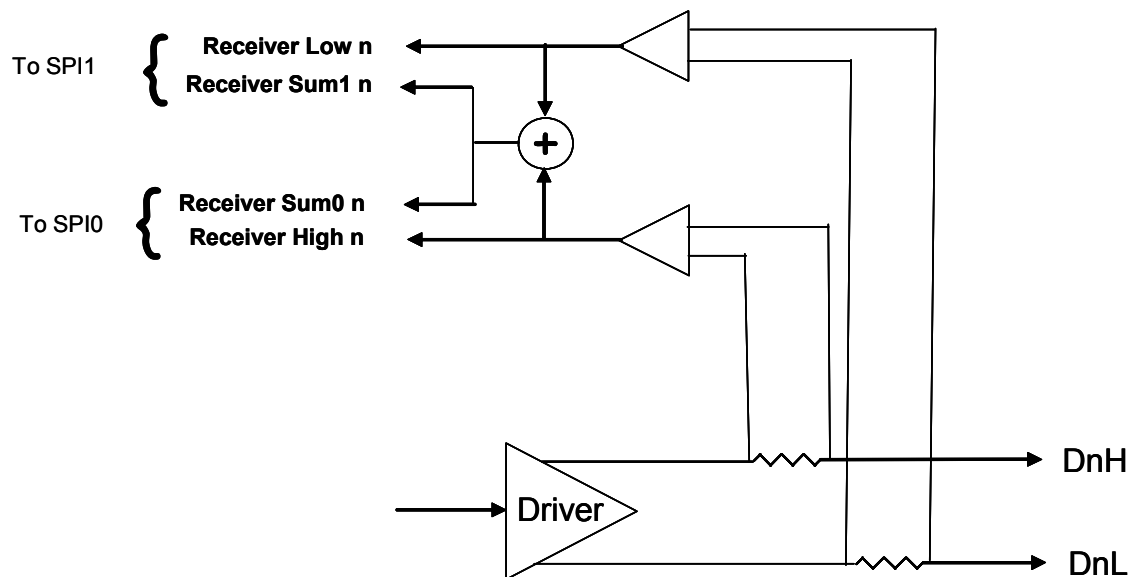 To SPI1
Receiver Low n
Receiver Sum1 n
+
To SPI0
Receiver Sum0 n
Receiver High n
Driver
DnH
DnL